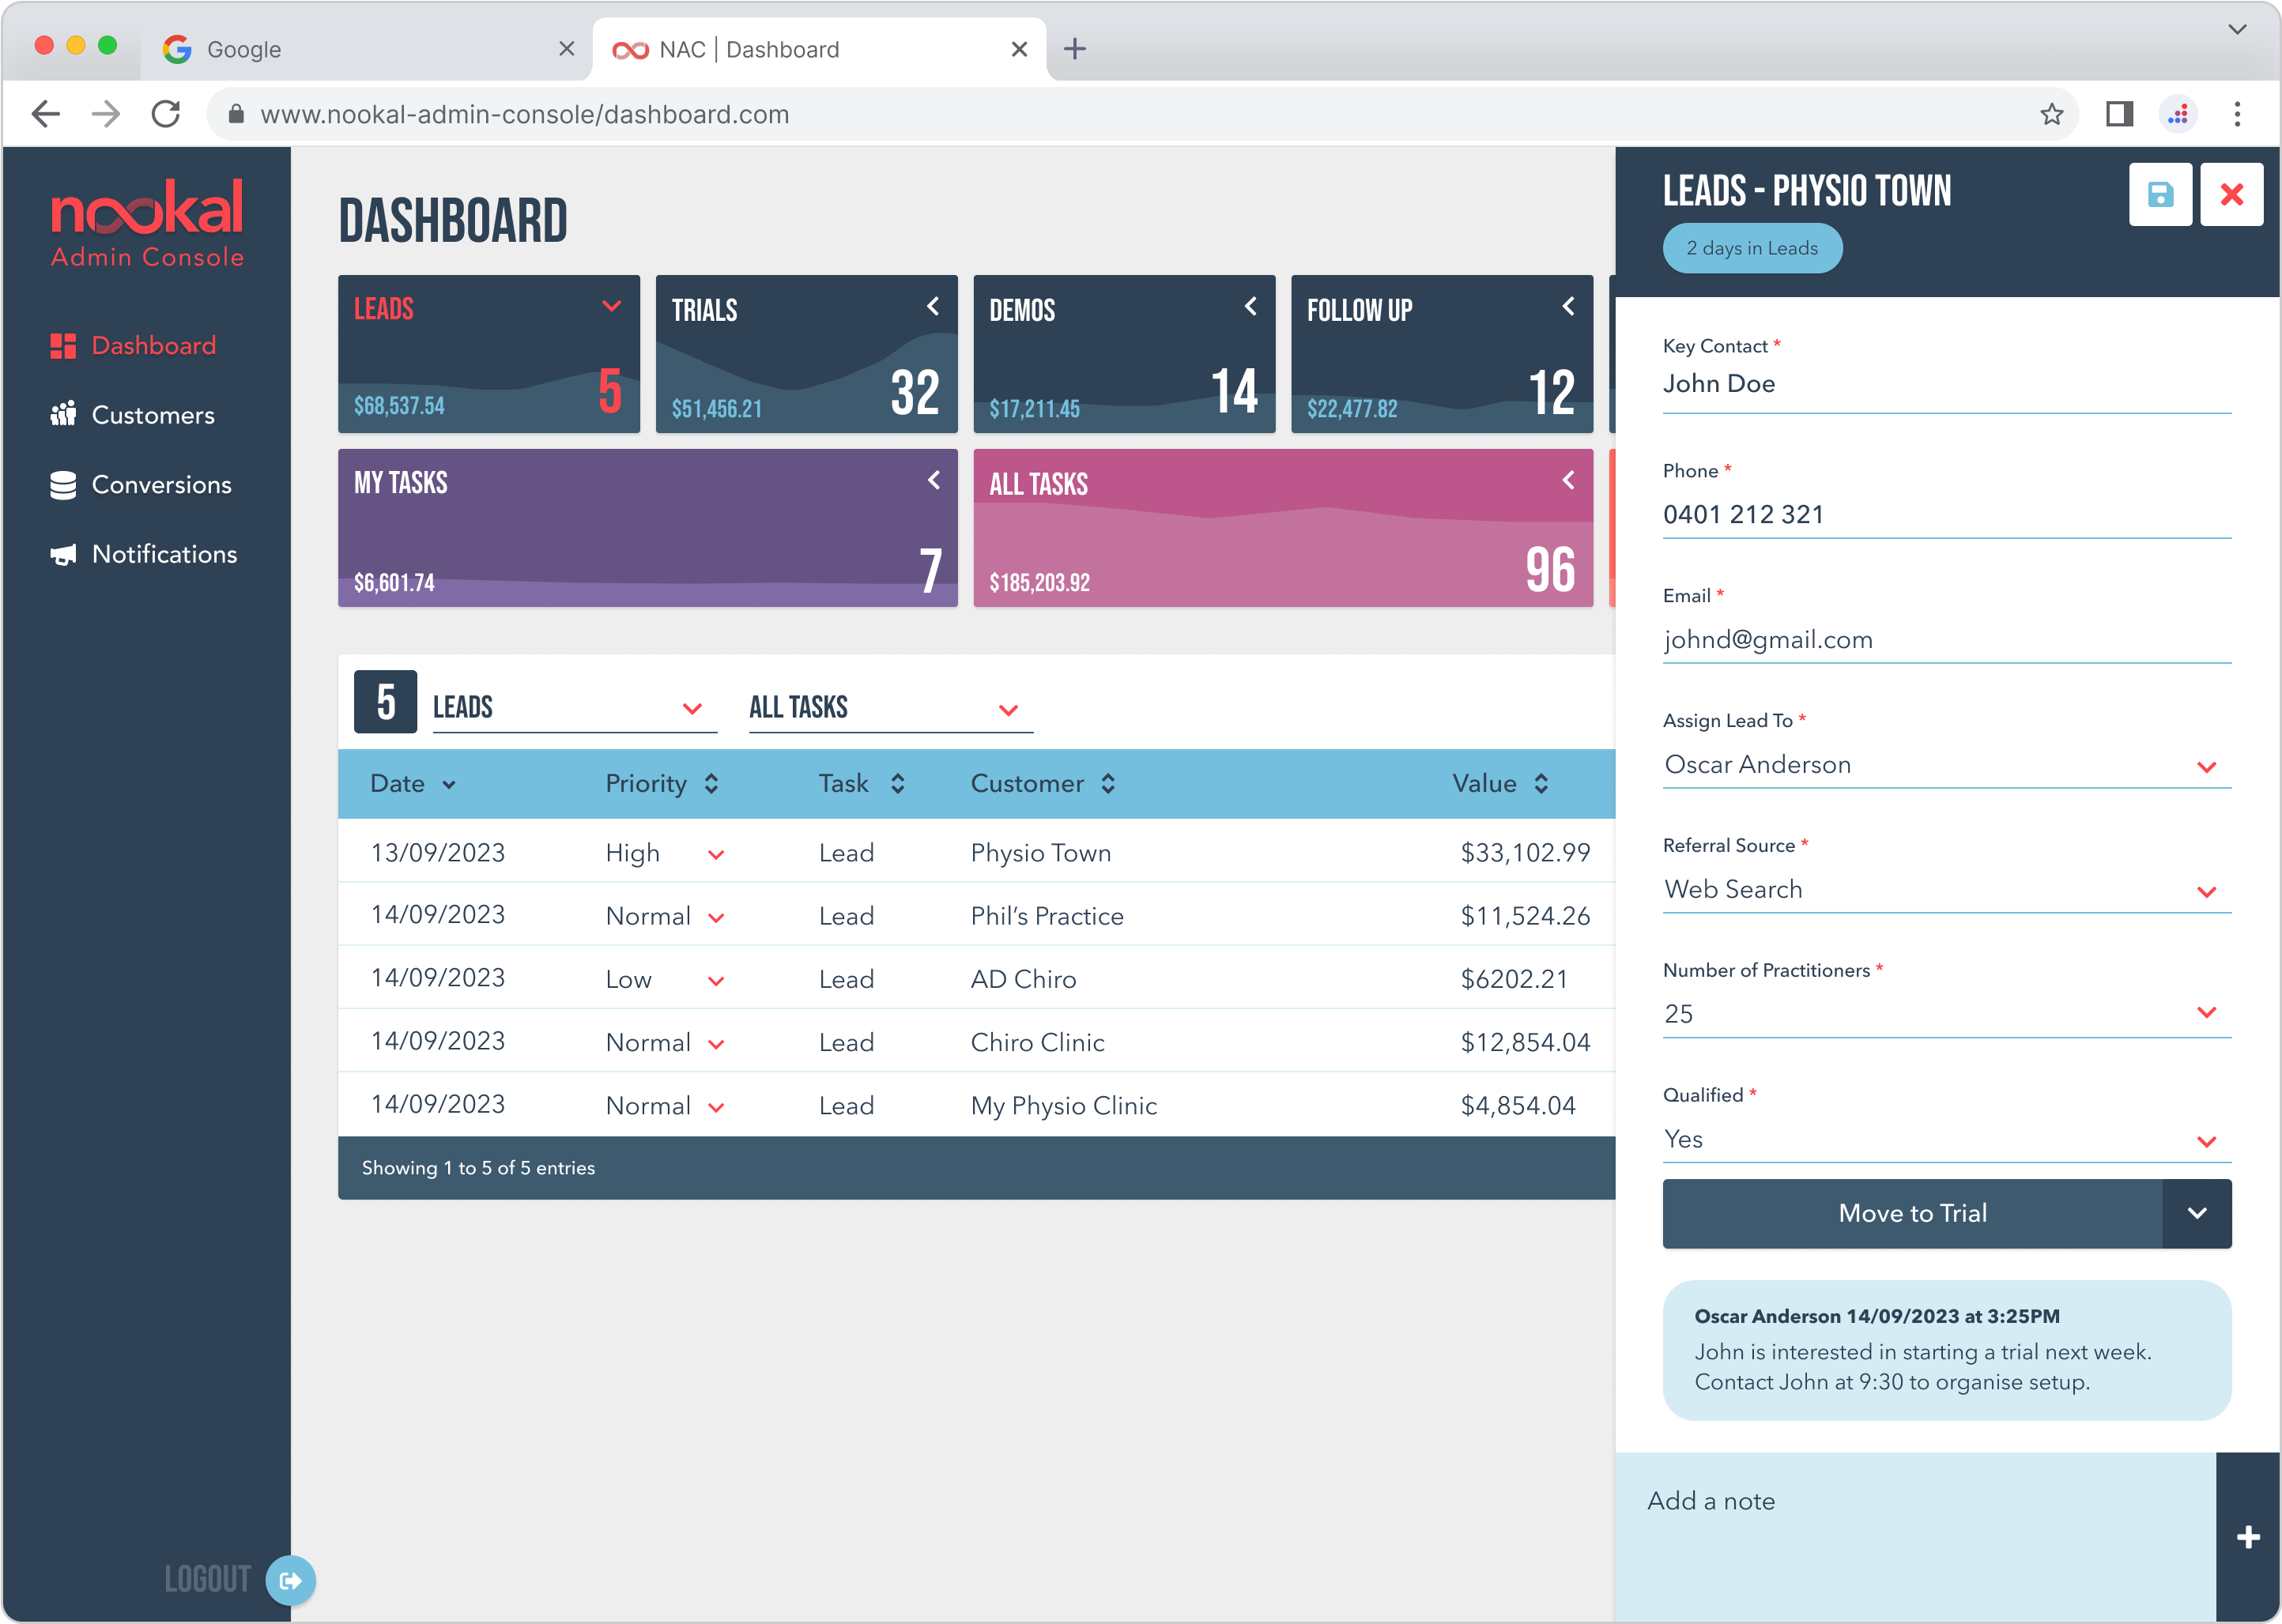 Google
NAC | Dashboard
www.nookal-admin-console/dashboard.com
nookal
Admin Console
Dashboard
Customers
Conversions
Notifications
LOGOUT
DASHBOARD
LEADS
$68,537.54
5
TRIALS
$51,456.21
32
DEMOS
$17,211.45
14
FOLLOW UP
$22,477.82
12
MY TASKS
$6,601.74
7
ALL TASKS
$185,203.92
96
5 LEADS ALL TASKS
Date Priority Task Customer Value
13/09/2023 High Lead Physio Town $33,102.99
14/09/2023 Normal Lead Phil’s Practice $11,524.26
14/09/2023 Low Lead AD Chiro $6202.21
14/09/2023 Normal Lead Chiro Clinic $12,854.04
14/09/2023 Normal Lead My Physio Clinic $4,854.04
Showing 1 to 5 of 5 entries
LEADS - PHYSIO TOWN
2 days in Leads
Key Contact *
John Doe
Phone *
0401 212 321
Email *
johnd@gmail.com
Assign Lead To *
Oscar Anderson
Referral Source *
Web Search
Number of Practitioners *
25
Qualified *
Yes
Move to Trial
Oscar Anderson 14/09/2023 at 3:25PM
John is interested in starting a trial next week.
Contact John at 9:30 to organise setup.
Add a note